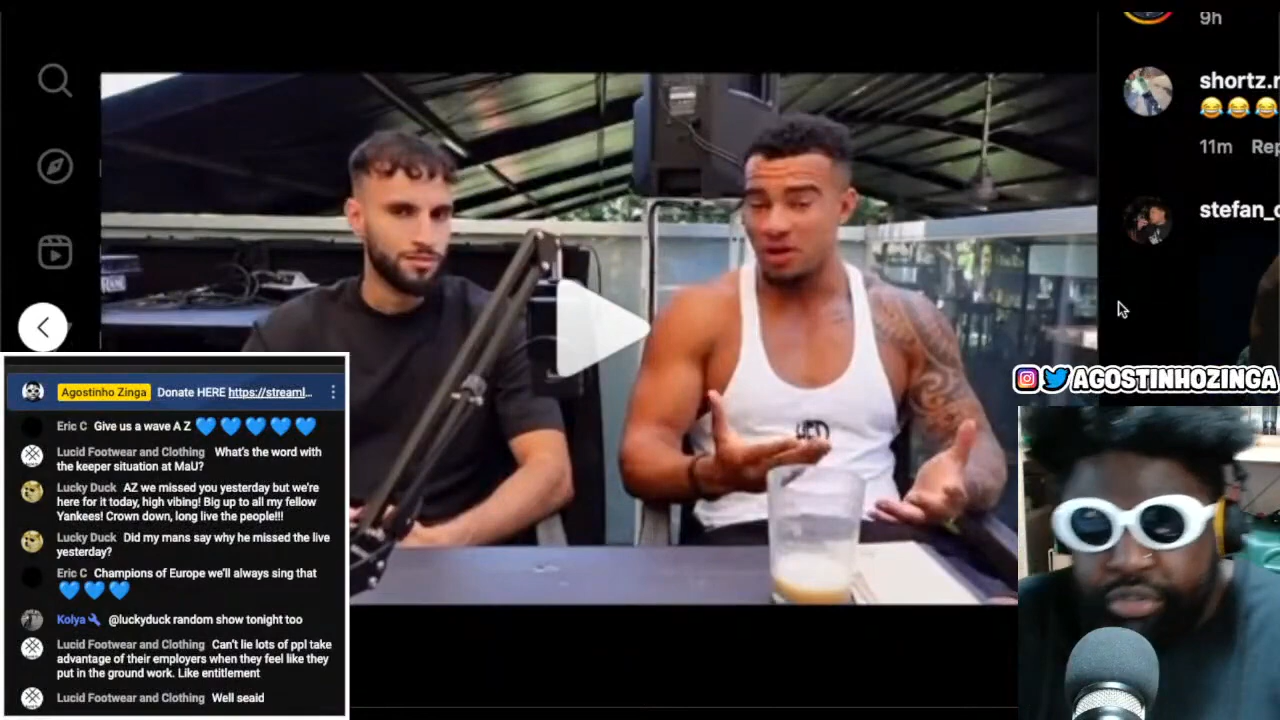 9h
shortz.r
😂😂😂
11m Rep
stefan_c
AGOSTINHOZINGA
Agostinho Zinga Donate HERE https://streaml...
Eric C Give us a wave A Z 💙💙💙💙💙
Lucid Footwear and Clothing What's the word with
the keeper situation at MaU?
Lucky Duck AZ we missed you yesterday but we're
here for it today, high vibing! Big up to all my fellow
Yankees! Crown down, long live the people!!!
Lucky Duck Did my mans say why he missed the live
yesterday?
Eric C Champions of Europe we'll always sing that
💙💙💙
Kolya @luckyduck random show tonight too
Lucid Footwear and Clothing Can't lie lots of ppl take
advantage of their employers when they feel like they
put in the ground work. Like entitlement
Lucid Footwear and Clothing Well seaid